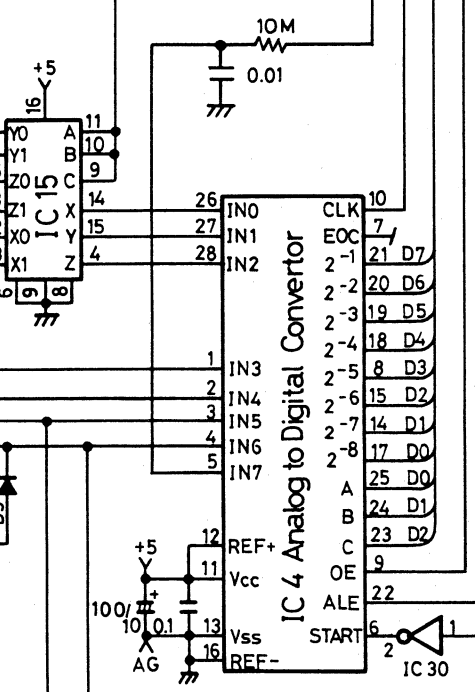 10M
0.01
+5
16
Y0 A 11
Y1 B 10
Z0 C 9
Z1 X 14
X0 Y 15
X1 Z 4
IC 15
6 9 8
26 IN0 CLK 10
27 IN1 EOC 7
28 IN2 2-1 21 D7
2-2 20 D6
2-3 19 D5
2-4 18 D4
1 IN3 2-5 8 D3
2 IN4 2-6 15 D2
3 IN5 2-7 14 D1
4 IN6 2-8 17 D0
5 IN7 A 25 D0
B 24 D1
12 REF+ C 23 D2
+5 11 Vcc OE 9
100/10 0.1 ALE 22
13 Vss START 6 2 1
AG 16 REF- IC 30
IC 4 Analog to Digital Convertor